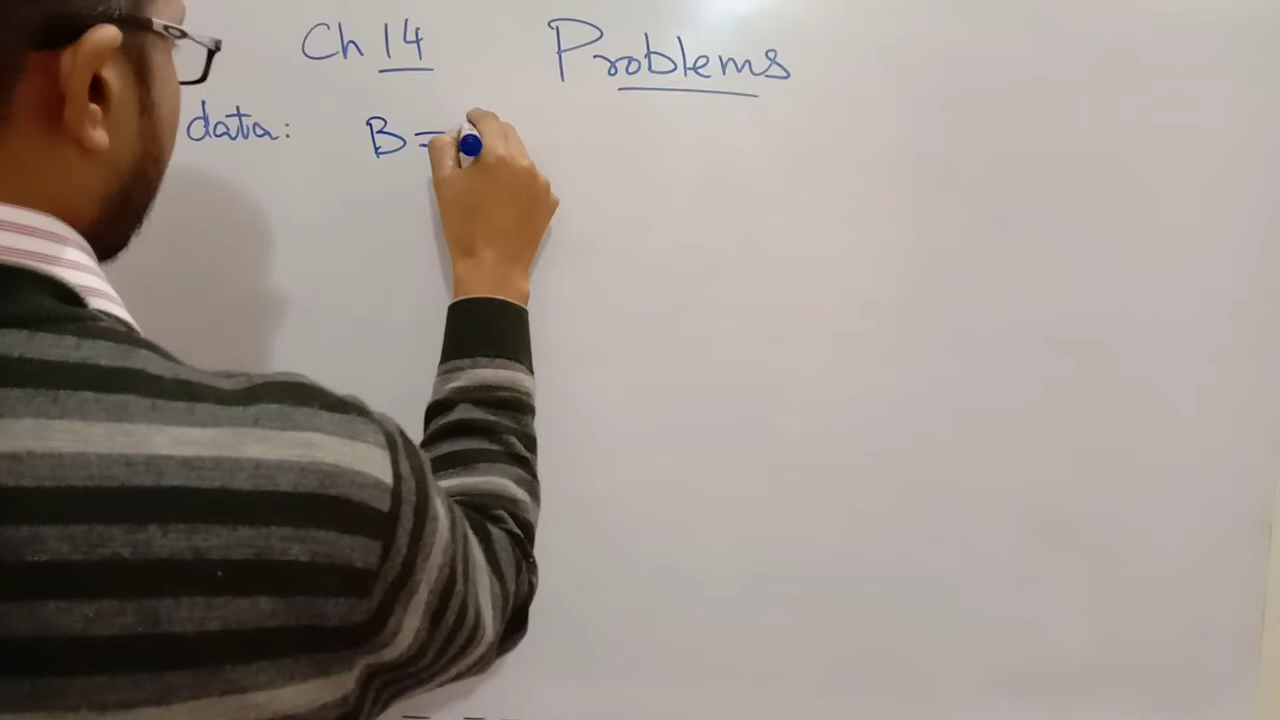 Ch 14 Problems
data: B =